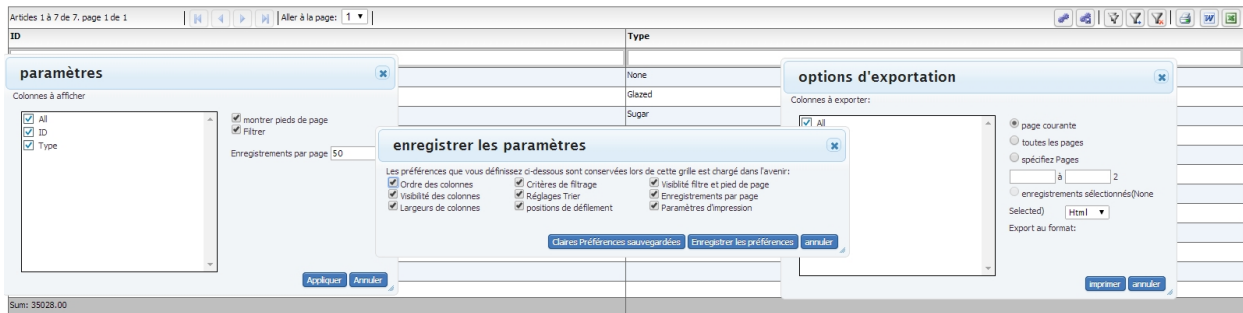 Articles 1 à 7 de 7. page 1 de 1
Aller à la page: 1
ID
Type
None
Glazed
Sugar
Sum: 35028.00
paramètres
Colonnes à afficher
All
ID
Type
montrer pieds de page
Filtrer
Enregistrements par page 50
Appliquer Annuler
enregistrer les paramètres
Les préférences que vous définissez ci-dessous sont conservées lors de cette grille est chargé dans l'avenir:
Ordre des colonnes Critères de filtrage Visiblité filtre et pied de page
Visibilité des colonnes Réglages Trier Enregistrements par page
Largeurs de colonnes positions de défilement Paramètres d'impression
Claires Préférences sauvegardées Enregistrer les préférences annuler
options d'exportation
Colonnes à exporter:
All
page courante
toutes les pages
spécifiez Pages
à 2
enregistrements sélectionnés(None
Selected) Html
Export au format:
imprimer annuler